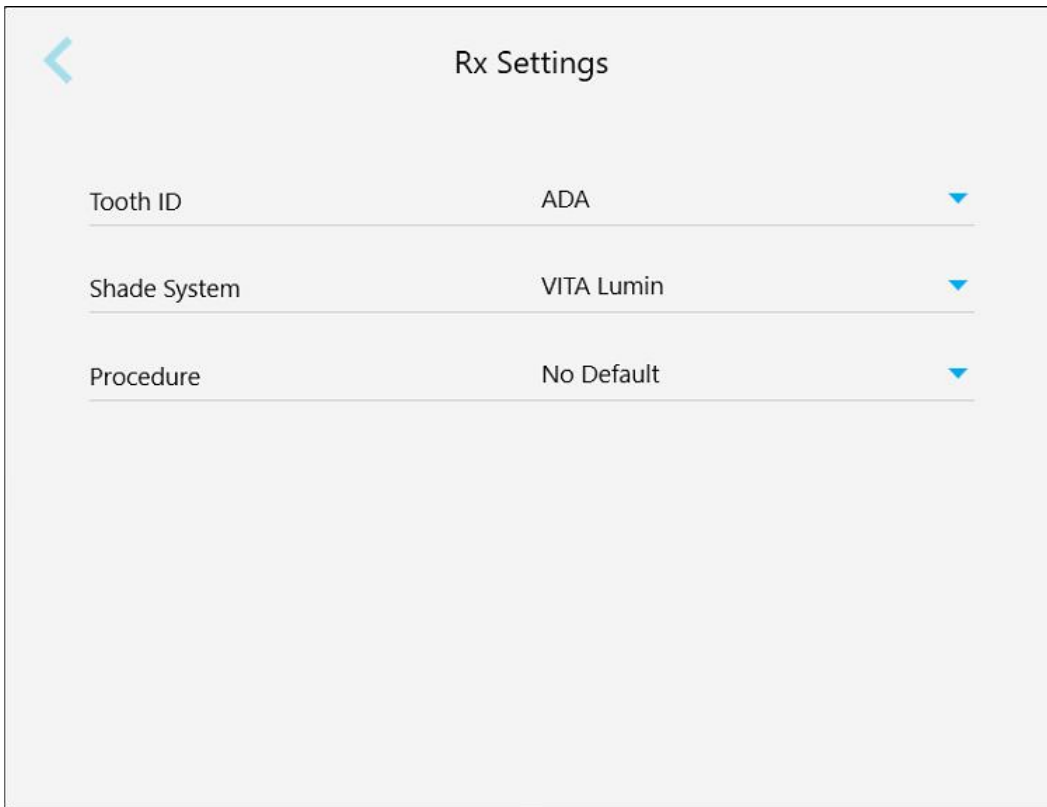 Rx Settings
Tooth ID ADA
Shade System VITA Lumin
Procedure No Default